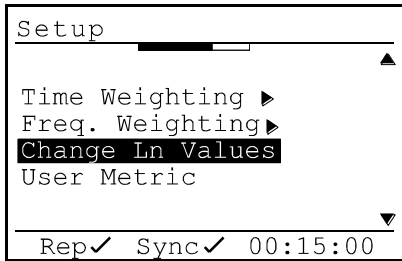 Setup
Time Weighting ▶
Freq. Weighting▶
Change Ln Values
User Metric
Rep✓ Sync✓ 00:15:00